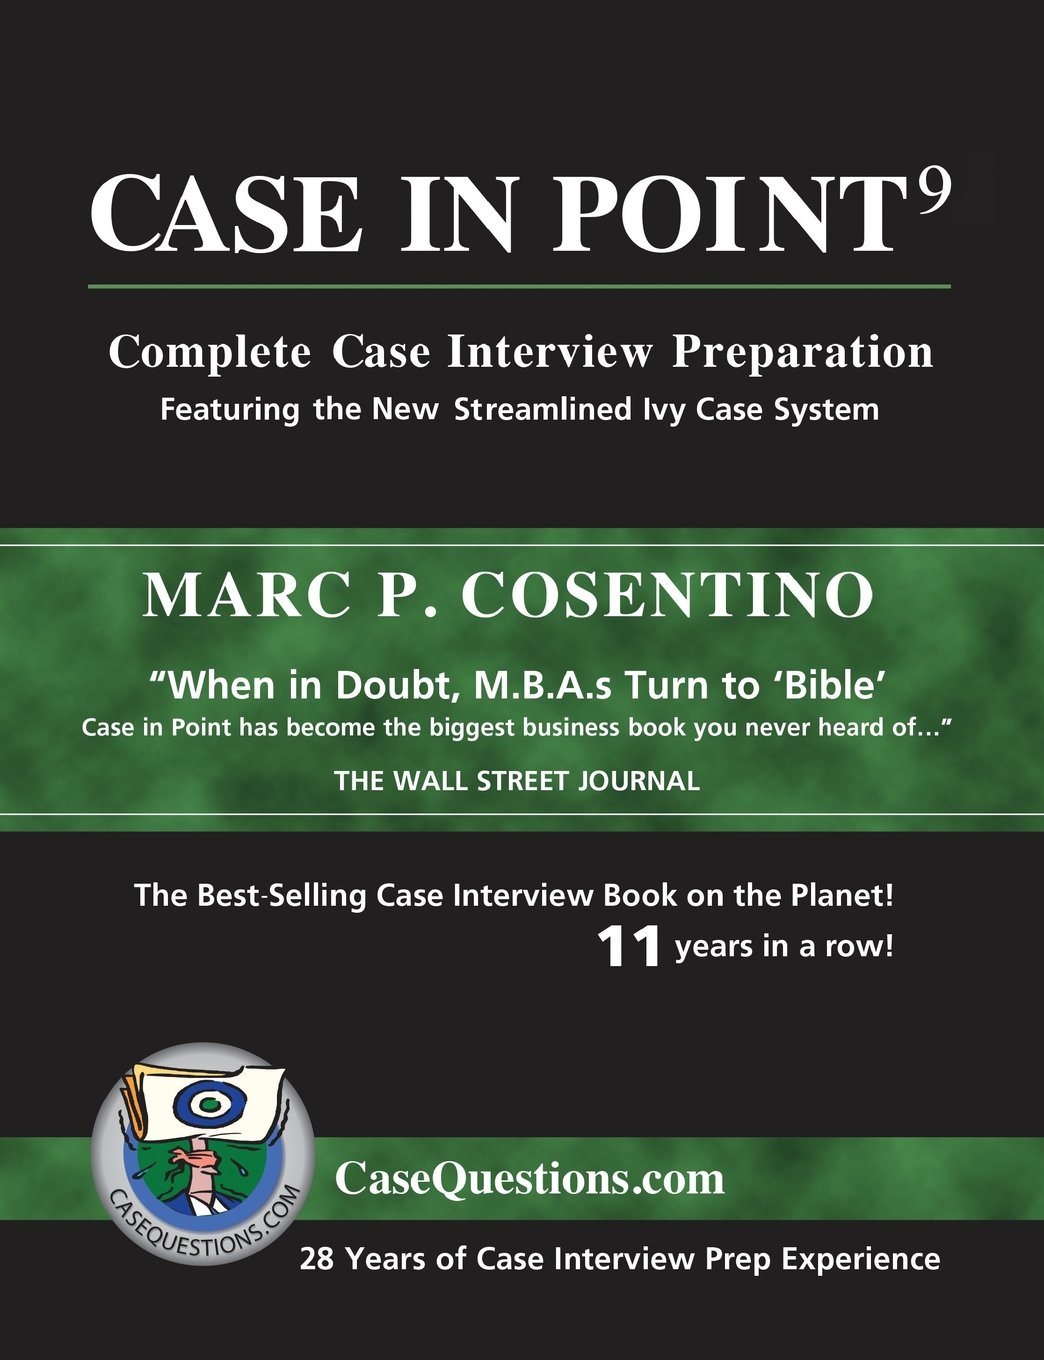 CASE IN POINT⁹
Complete Case Interview Preparation
Featuring the New Streamlined Ivy Case System
MARC P. COSENTINO
“When in Doubt, M.B.A.s Turn to ‘Bible’
Case in Point has become the biggest business book you never heard of...”
THE WALL STREET JOURNAL
The Best-Selling Case Interview Book on the Planet!
11 years in a row!
CaseQuestions.com
CASEQUESTIONS.COM
28 Years of Case Interview Prep Experience